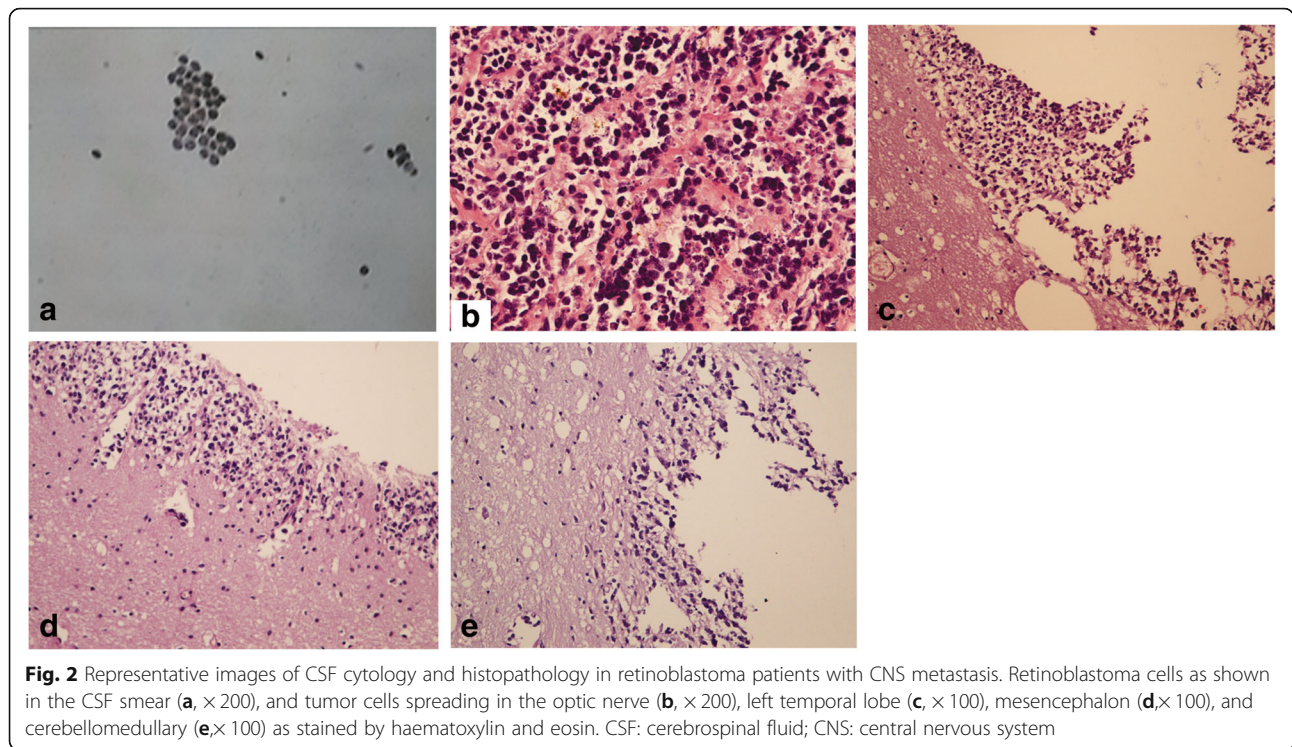 a
b
c
d
e
Fig. 2 Representative images of CSF cytology and histopathology in retinoblastoma patients with CNS metastasis. Retinoblastoma cells as shown
in the CSF smear (a, × 200), and tumor cells spreading in the optic nerve (b, × 200), left temporal lobe (c, × 100), mesencephalon (d,× 100), and
cerebellomedullary (e,× 100) as stained by haematoxylin and eosin. CSF: cerebrospinal fluid; CNS: central nervous system